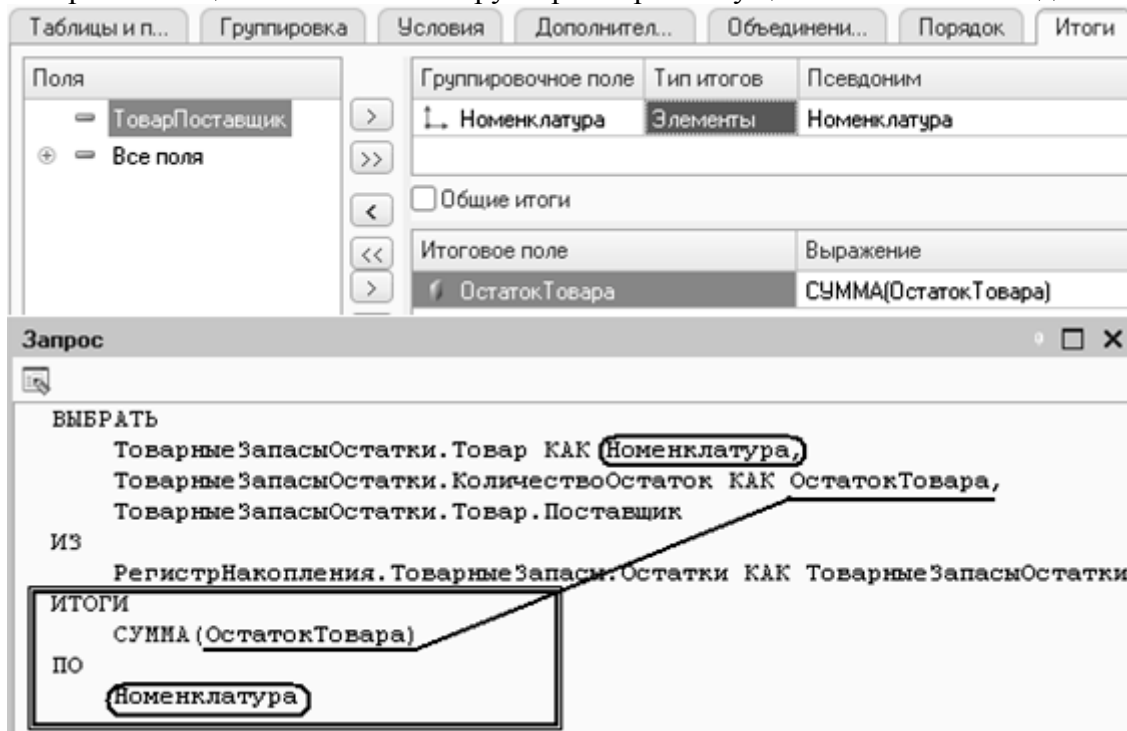 Таблицы и п... Группировка Условия Дополнител... Объединени... Порядок Итоги
Поля Группировочное поле Тип итогов Псевдоним
ТоварПоставщик > Номенклатура Элементы Номенклатура
Все поля >>
< Общие итоги
<< Итоговое поле Выражение
> ОстатокТовара СУММА(ОстатокТовара)
Запрос
ВЫБРАТЬ
ТоварныеЗапасыОстатки.Товар КАК Номенклатура,
ТоварныеЗапасыОстатки.КоличествоОстаток КАК ОстатокТовара,
ТоварныеЗапасыОстатки.Товар.Поставщик
ИЗ
РегистрНакопления.ТоварныеЗапасы.Остатки КАК ТоварныеЗапасыОстатки
ИТОГИ
СУММА(ОстатокТовара)
ПО
Номенклатура